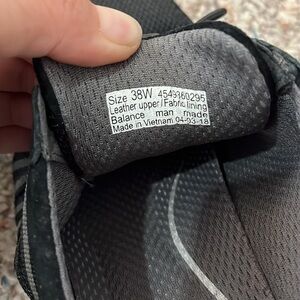 Size 38W 4549360295
Leather upper / Fabric lining
Balance man made
Made in Vietnam 04-03-18